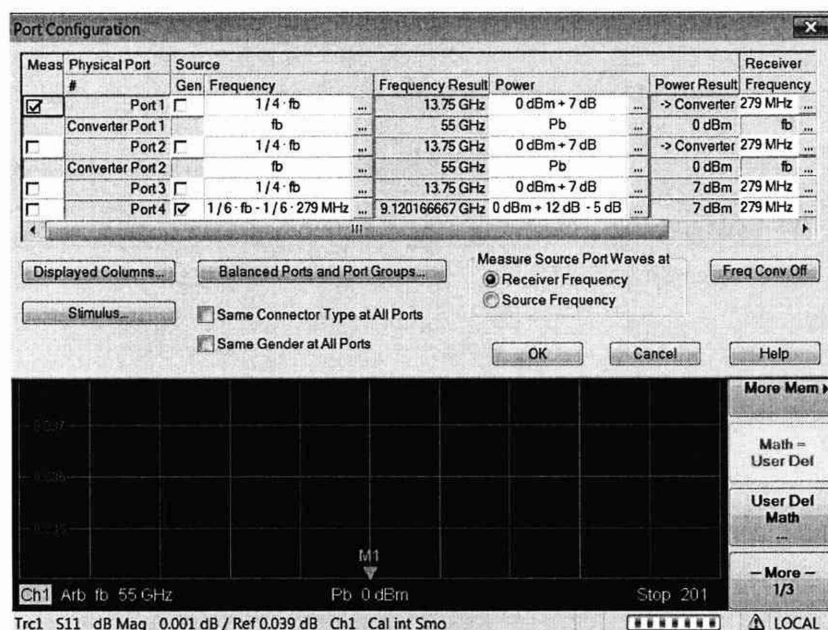 Port Configuration
Meas Physical Port Source Receiver
# Gen Frequency Frequency Result Power Power Result Frequency
Port 1 1 / 4 · fb ... 13.75 GHz 0 dBm + 7 dB ... -> Converter 279 MHz ...
Converter Port 1 fb ... 55 GHz Pb ... 0 dBm fb ...
Port 2 1 / 4 · fb ... 13.75 GHz 0 dBm + 7 dB ... -> Converter 279 MHz ...
Converter Port 2 fb ... 55 GHz Pb ... 0 dBm fb ...
Port 3 1 / 4 · fb ... 13.75 GHz 0 dBm + 7 dB ... 7 dBm 279 MHz ...
Port 4 1 / 6 · fb - 1 / 6 · 279 MHz ... 9.120166667 GHz 0 dBm + 12 dB - 5 dB ... 7 dBm 279 MHz ...
Displayed Columns...
Balanced Ports and Port Groups...
Measure Source Port Waves at
Receiver Frequency
Source Frequency
Freq Conv Off
Stimulus...
Same Connector Type at All Ports
Same Gender at All Ports
OK
Cancel
Help
More Mem
Math =
User Def
User Def
Math
...
M1
Ch1 Arb fb 55 GHz Pb 0 dBm Stop 201
– More –
1/3
Trc1 S11 dB Mag 0.001 dB / Ref 0.039 dB Ch1 Cal int Smo
LOCAL